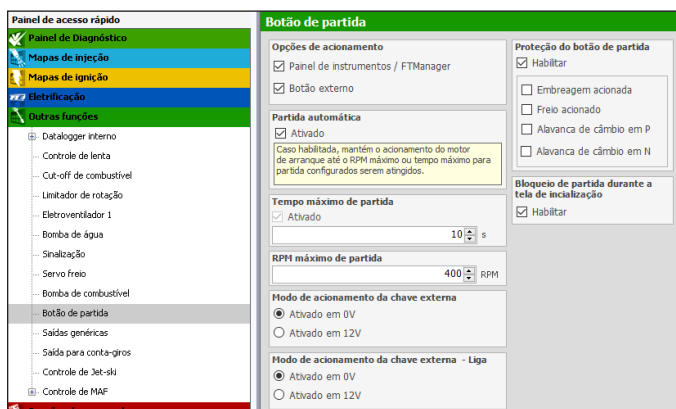 Painel de acesso rápido
Painel de Diagnóstico
Mapas de injeção
Mapas de ignição
Eletrificação
Outras funções
Datalogger interno
Controle de lenta
Cut-off de combustível
Limitador de rotação
Eletroventilador 1
Bomba de água
Sinalização
Servo freio
Bomba de combustível
Botão de partida
Saídas genéricas
Saída para conta-giros
Controle de Jet-ski
Controle de MAF
Botão de partida
Opções de acionamento
Painel de instrumentos / FTManager
Botão externo
Partida automática
Ativado
Caso habilitada, mantém o acionamento do motor
de arranque até o RPM máximo ou tempo máximo para
partida configurados serem atingidos.
Tempo máximo de partida
Ativado
10 s
RPM máximo de partida
400 RPM
Modo de acionamento da chave externa
Ativado em 0V
Ativado em 12V
Modo de acionamento da chave externa - Liga
Ativado em 0V
Ativado em 12V
Proteção do botão de partida
Habilitar
Embreagem acionada
Freio acionado
Alavanca de câmbio em P
Alavanca de câmbio em N
Bloqueio de partida durante a
tela de incialização
Habilitar